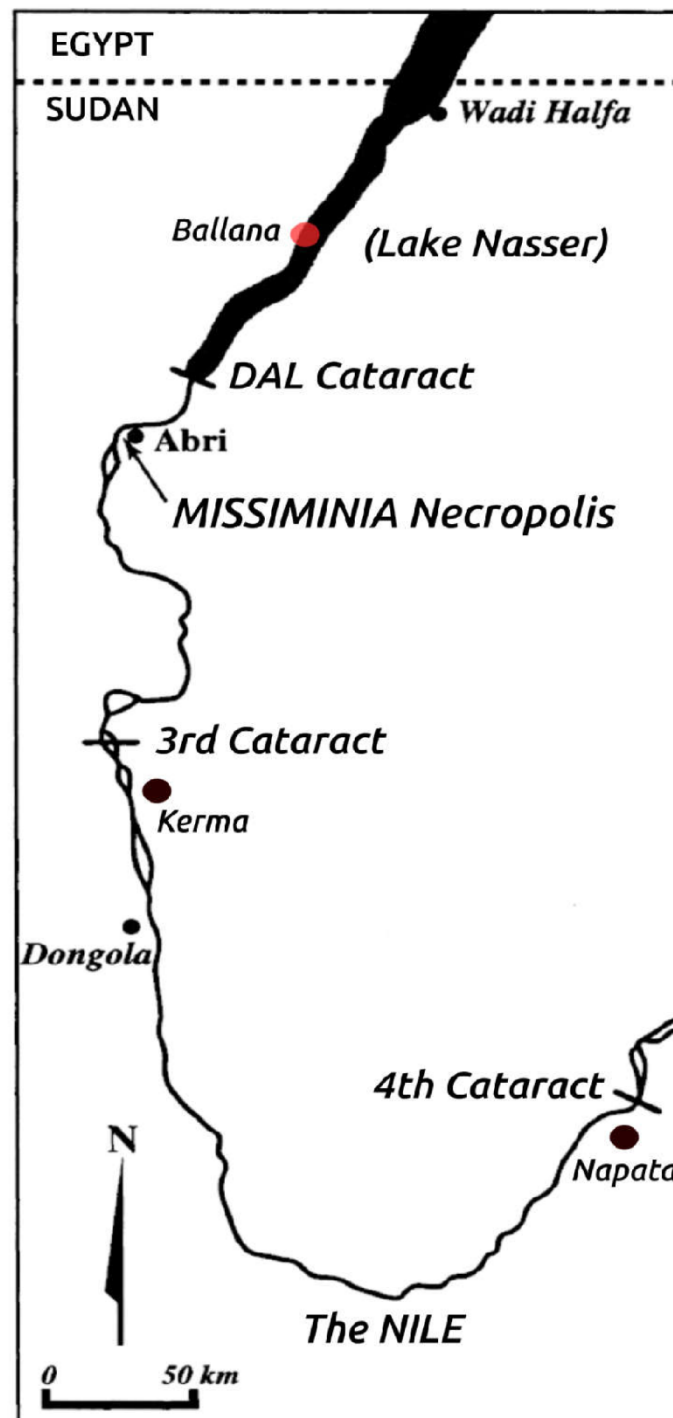 EGYPT
SUDAN
Wadi Halfa
Ballana
(Lake Nasser)
DAL Cataract
Abri
MISSIMINIA Necropolis
3rd Cataract
Kerma
Dongola
4th Cataract
N
Napata
The NILE
0 50 km